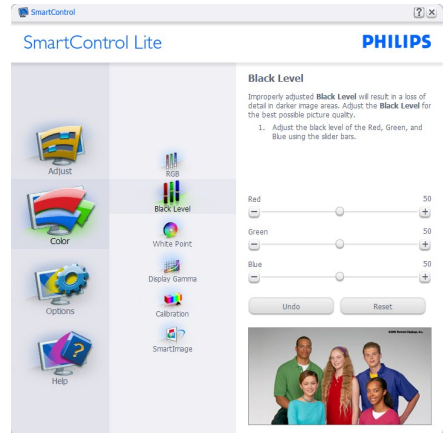 SmartControl
SmartControl Lite
PHILIPS
Adjust
Color
Options
Help
RGB
Black Level
White Point
Display Gamma
Calibration
SmartImage
Black Level
Improperly adjusted Black Level will result in a loss of
detail in darker image areas. Adjust the Black Level for
the best possible picture quality.
1. Adjust the black level of the Red, Green, and
Blue using the slider bars.
Red 50
Green 50
Blue 50
Undo Reset